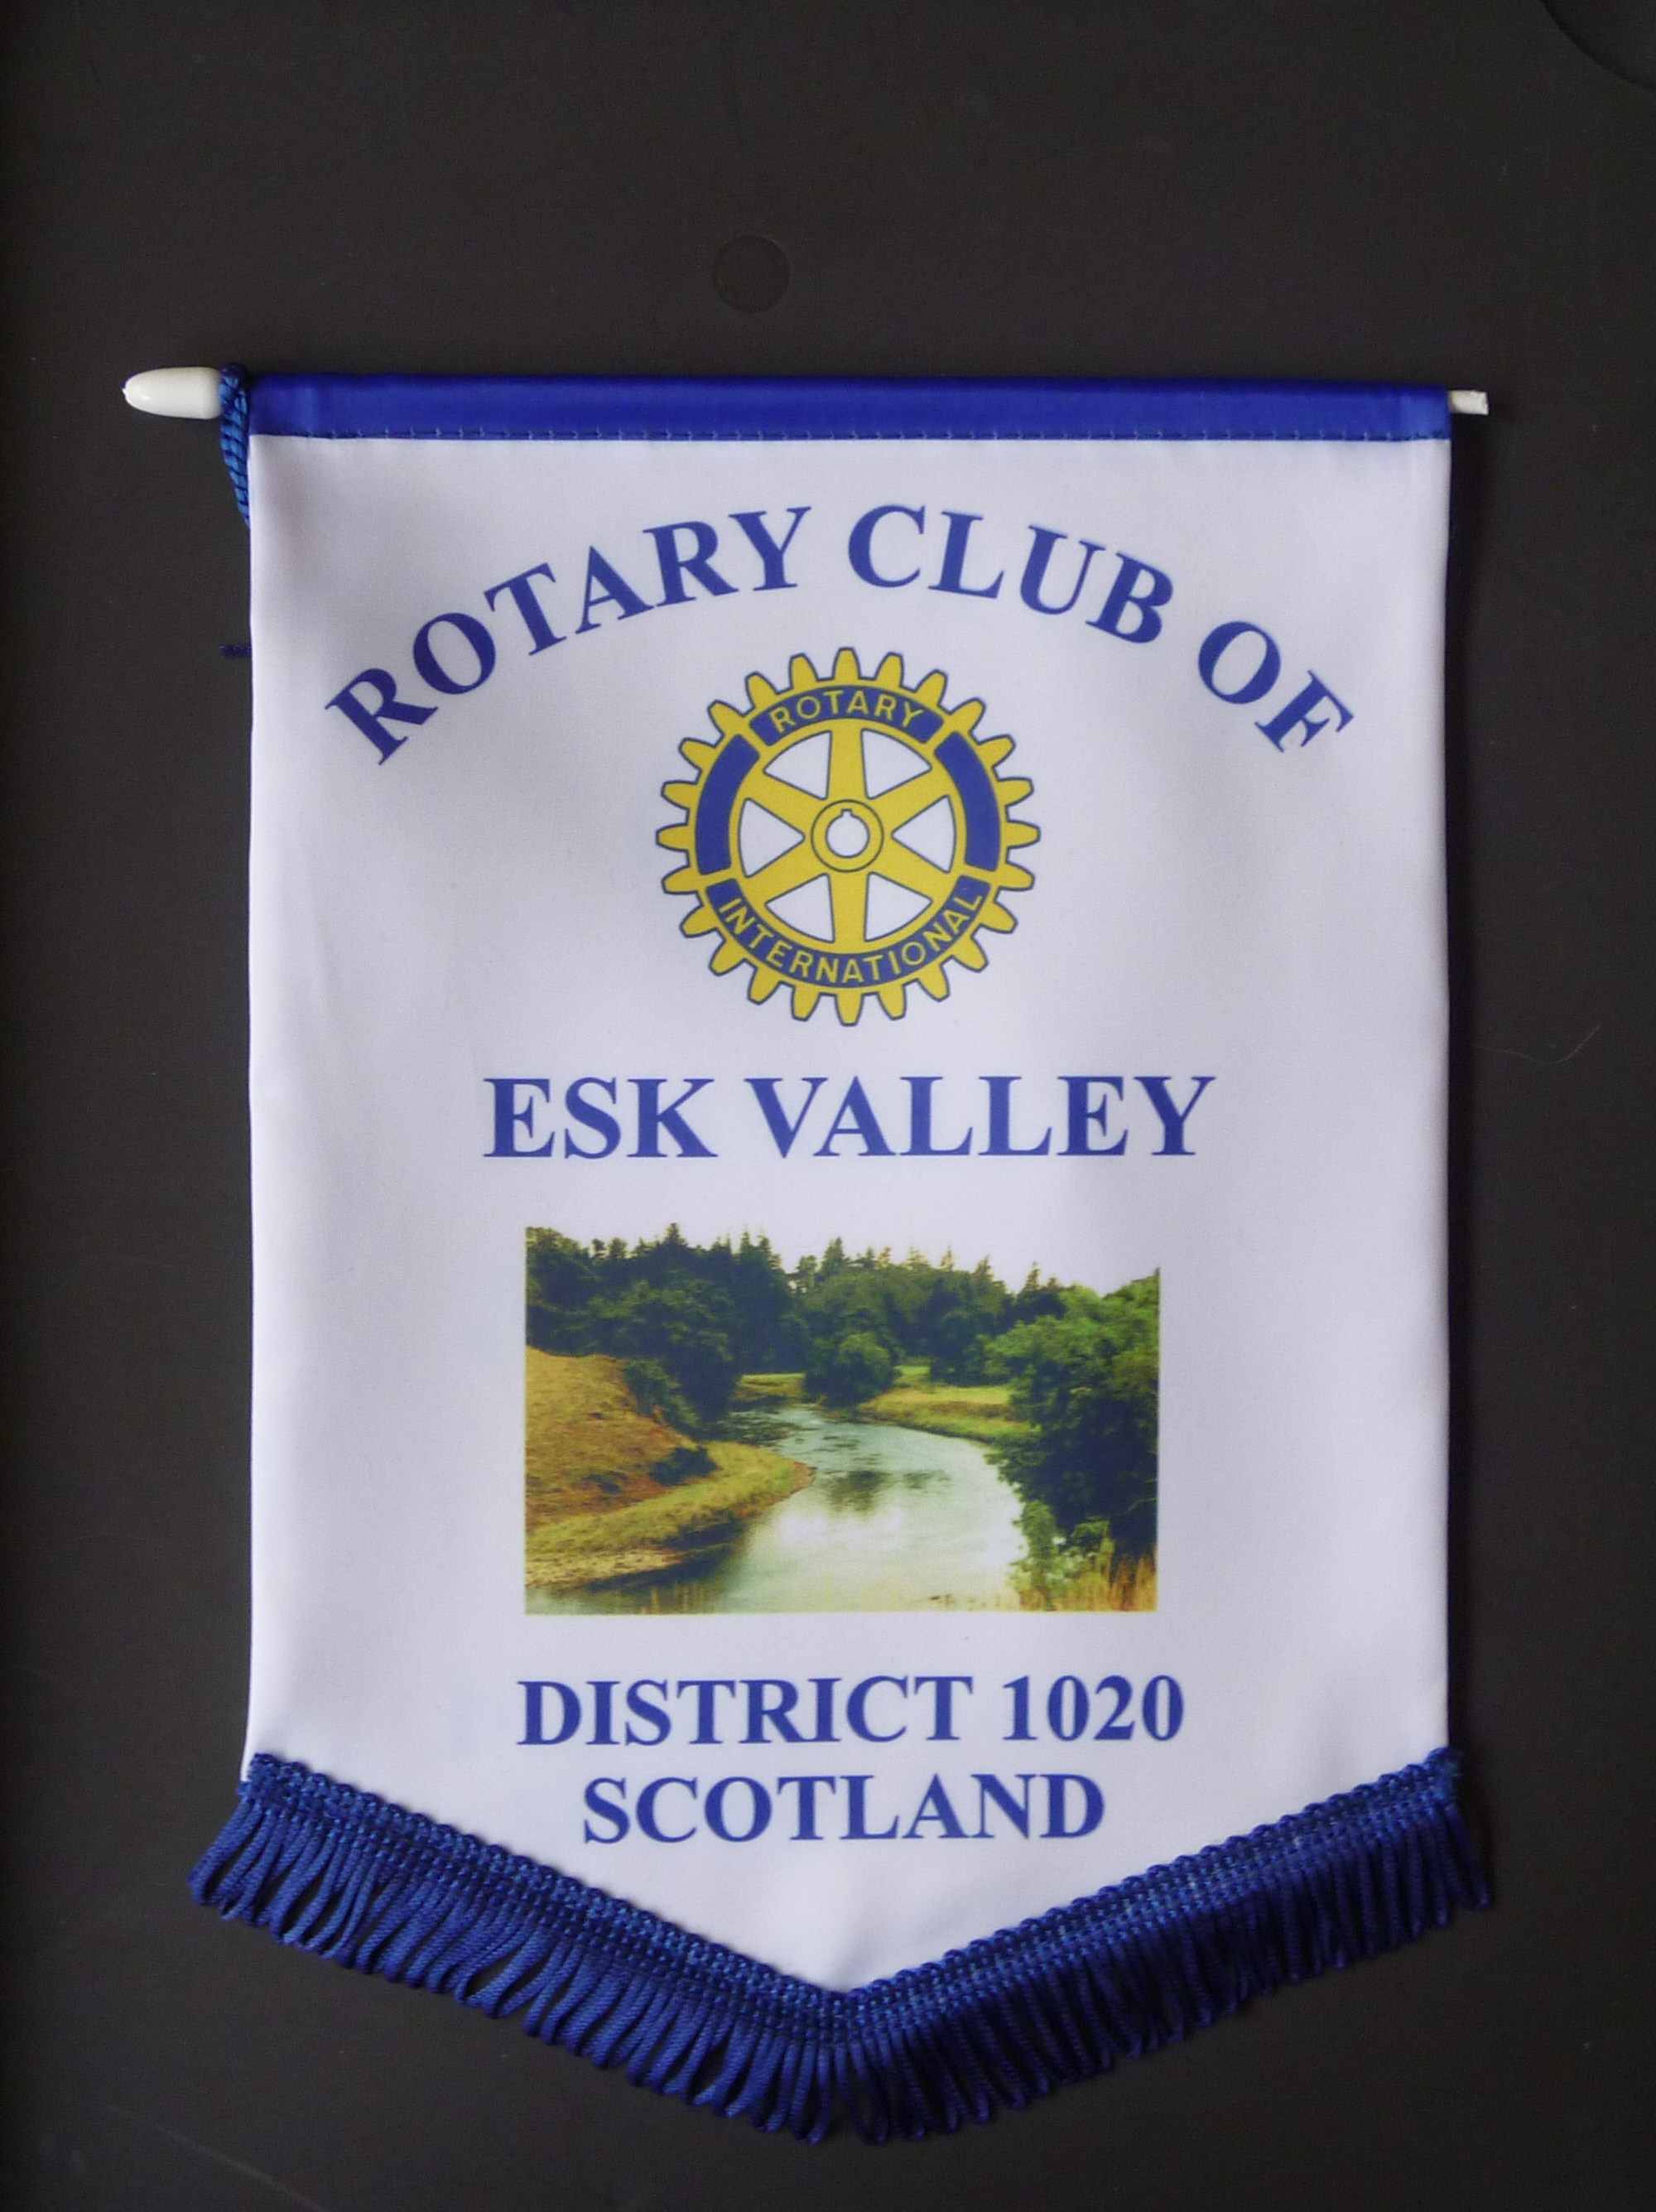 ROTARY CLUB OF
ROTARY
INTERNATIONAL
ESK VALLEY
DISTRICT 1020
SCOTLAND